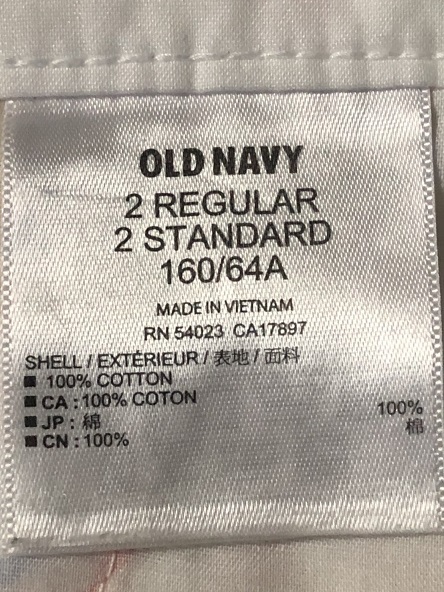 OLD NAVY
2 REGULAR
2 STANDARD
160/64A
MADE IN VIETNAM
RN 54023 CA17897
SHELL / EXTÉRIEUR / 表地 / 面料
■ 100% COTTON
■ CA : 100% COTON
■ JP : 綿 100%
■ CN : 100% 棉